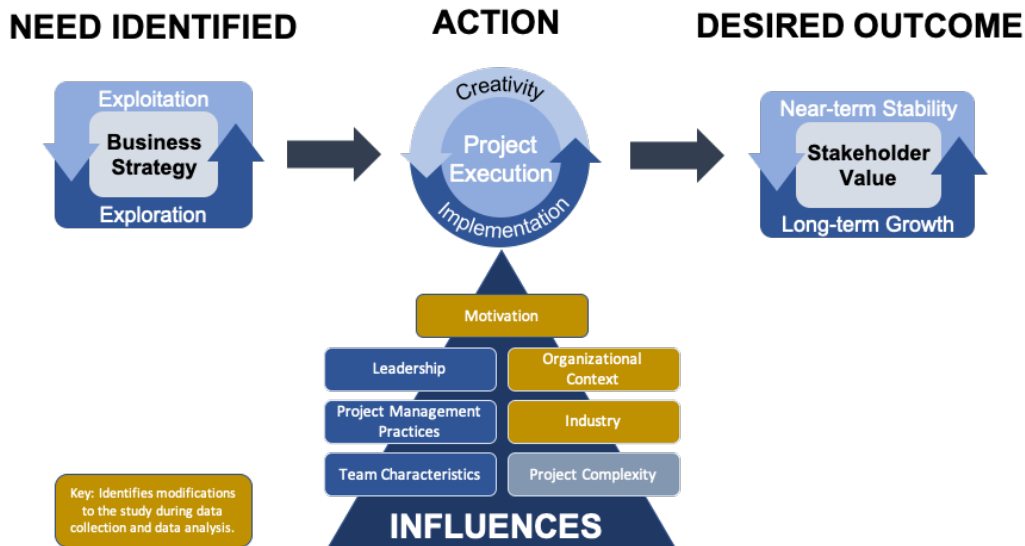 NEED IDENTIFIED
ACTION
DESIRED OUTCOME
Exploitation
Business
Strategy
Exploration
Creativity
Project
Execution
Implementation
Near-term Stability
Stakeholder
Value
Long-term Growth
Motivation
Leadership
Organizational
Context
Project Management
Practices
Industry
Team Characteristics
Project Complexity
INFLUENCES
Key: Identifies modifications
to the study during data
collection and data analysis.